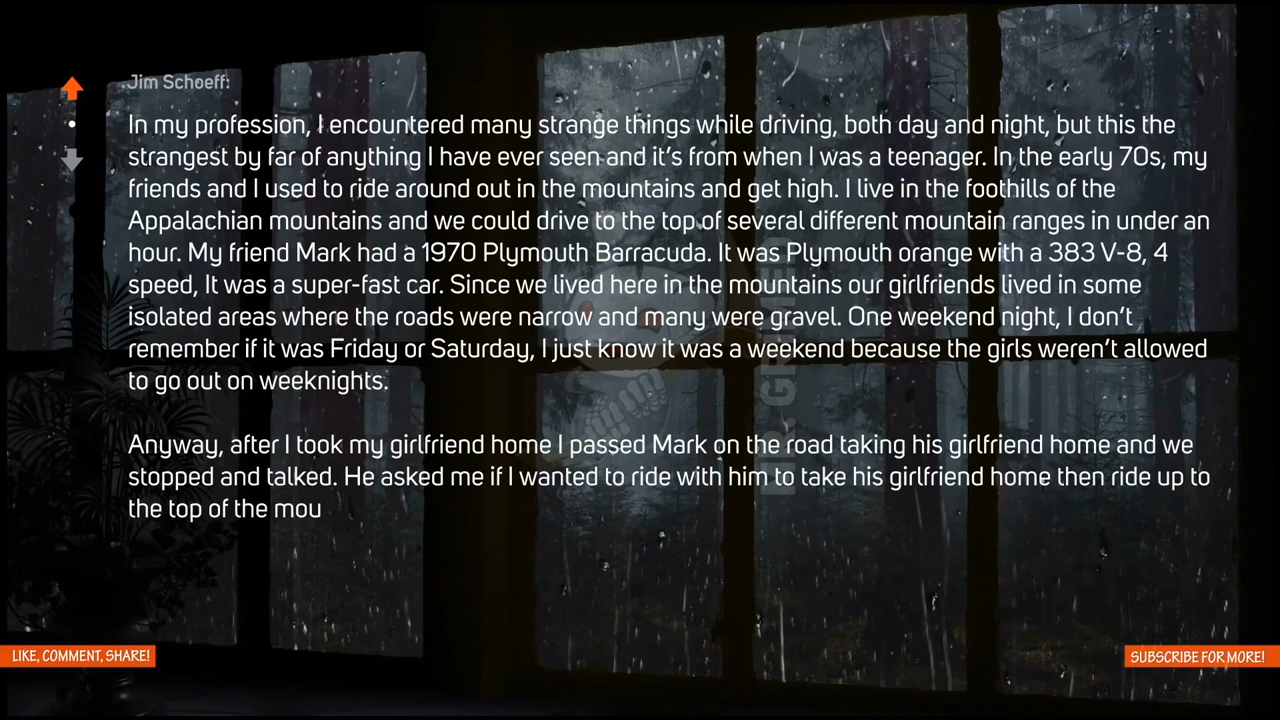 Jim Schoeff:
In my profession, I encountered many strange things while driving, both day and night, but this the
strangest by far of anything I have ever seen and it's from when I was a teenager. In the early 70s, my
friends and I used to ride around out in the mountains and get high. I live in the foothills of the
Appalachian mountains and we could drive to the top of several different mountain ranges in under an
hour. My friend Mark had a 1970 Plymouth Barracuda. It was Plymouth orange with a 383 V-8, 4
speed, It was a super-fast car. Since we lived here in the mountains our girlfriends lived in some
isolated areas where the roads were narrow and many were gravel. One weekend night, I don't
remember if it was Friday or Saturday, I just know it was a weekend because the girls weren't allowed
to go out on weeknights.
Anyway, after I took my girlfriend home I passed Mark on the road taking his girlfriend home and we
stopped and talked. He asked me if I wanted to ride with him to take his girlfriend home then ride up to
the top of the mou
LIKE, COMMENT, SHARE!
SUBSCRIBE FOR MORE!